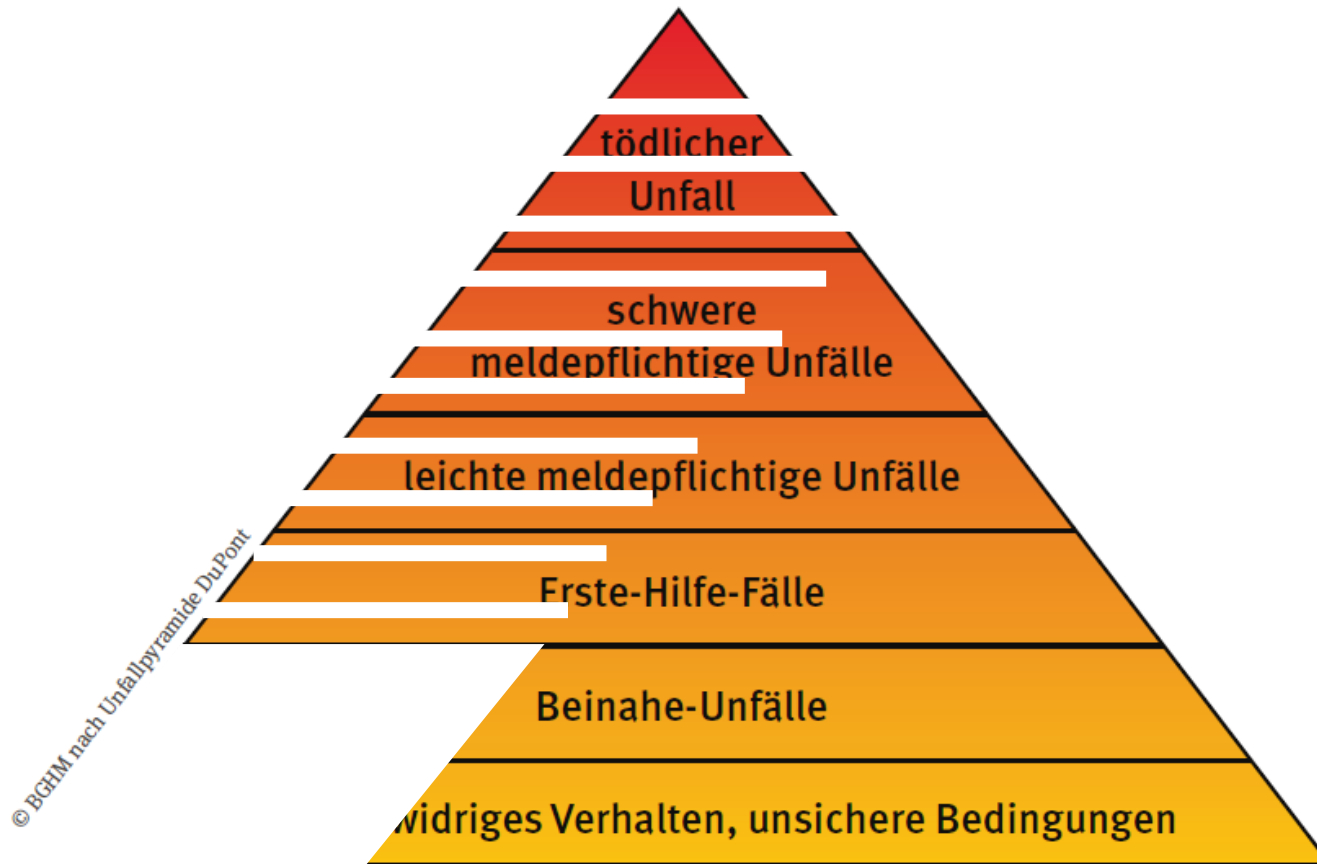 tödlicher
Unfall
schwere
meldepflichtige Unfälle
leichte meldepflichtige Unfälle
Erste-Hilfe-Fälle
Beinahe-Unfälle
widriges Verhalten, unsichere Bedingungen
© BGHM nach Unfallpyramide DuPont